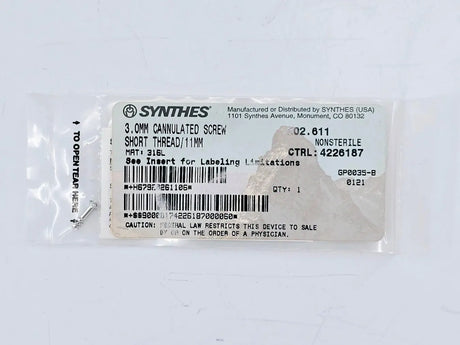 SYNTHES®
Manufactured or Distributed by SYNTHES (USA)
1101 Synthes Avenue, Monument, CO 80132
3.0MM CANNULATED SCREW
SHORT THREAD/11MM
02.611
NONSTERILE
MAT: 316L
CTRL: 4226187
See Insert for Labeling Limitations
GP0035-B
0121
QTY: 1
CAUTION: FEDERAL LAW RESTRICTS THIS DEVICE TO SALE
BY OR ON THE ORDER OF A PHYSICIAN.
TO OPEN TEAR HERE